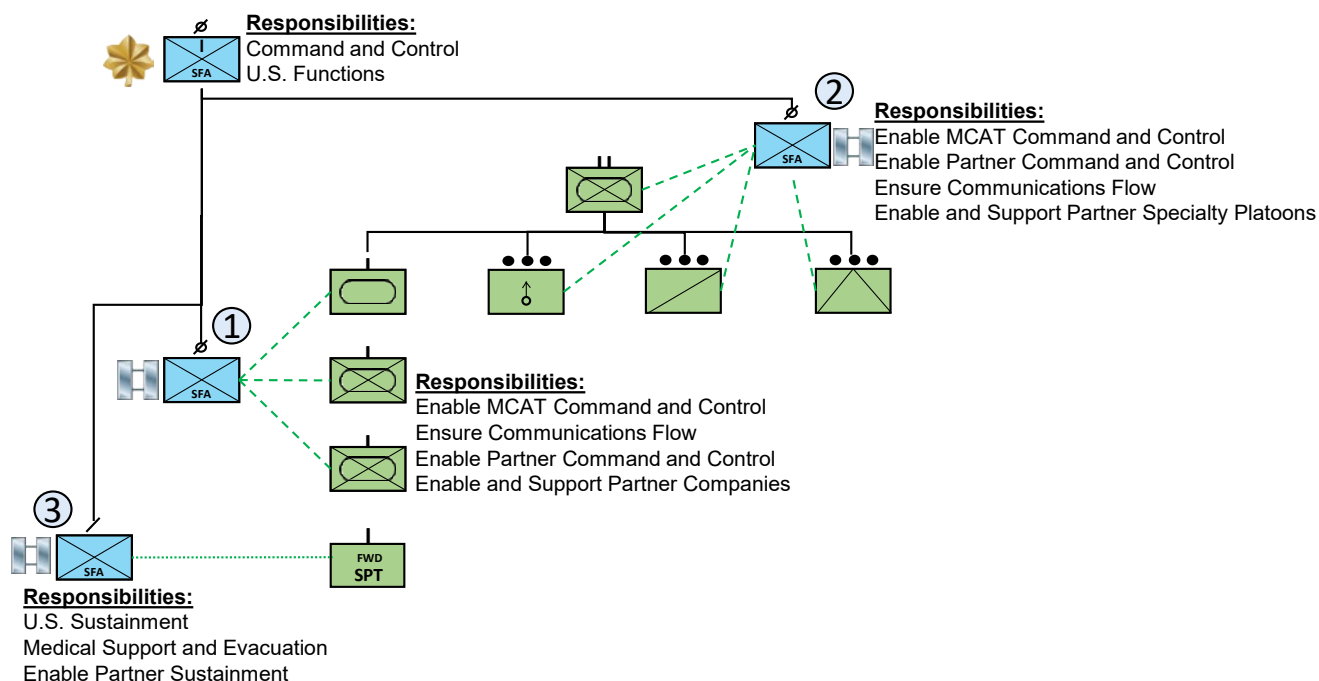 Responsibilities:
Command and Control
U.S. Functions
SFA
2
Responsibilities:
Enable MCAT Command and Control
Enable Partner Command and Control
Ensure Communications Flow
Enable and Support Partner Specialty Platoons
SFA
1
SFA
Responsibilities:
Enable MCAT Command and Control
Ensure Communications Flow
Enable Partner Command and Control
Enable and Support Partner Companies
3
SFA
FWD
SPT
Responsibilities:
U.S. Sustainment
Medical Support and Evacuation
Enable Partner Sustainment